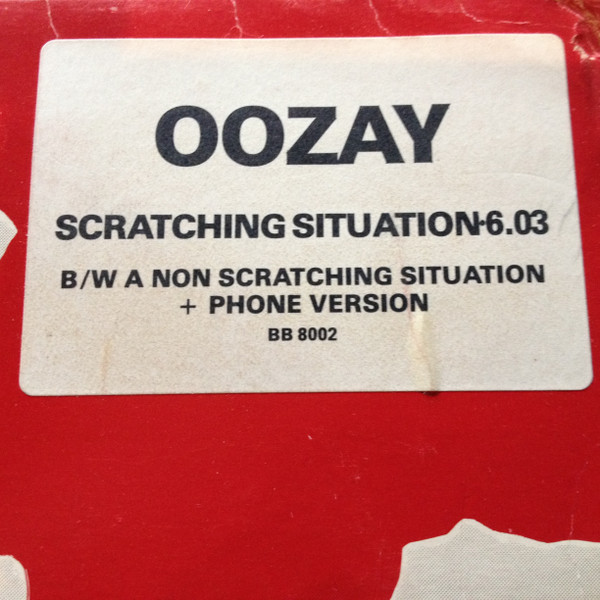 OOZAY
SCRATCHING SITUATION-6.03
B/W A NON SCRATCHING SITUATION
+ PHONE VERSION
BB 8002